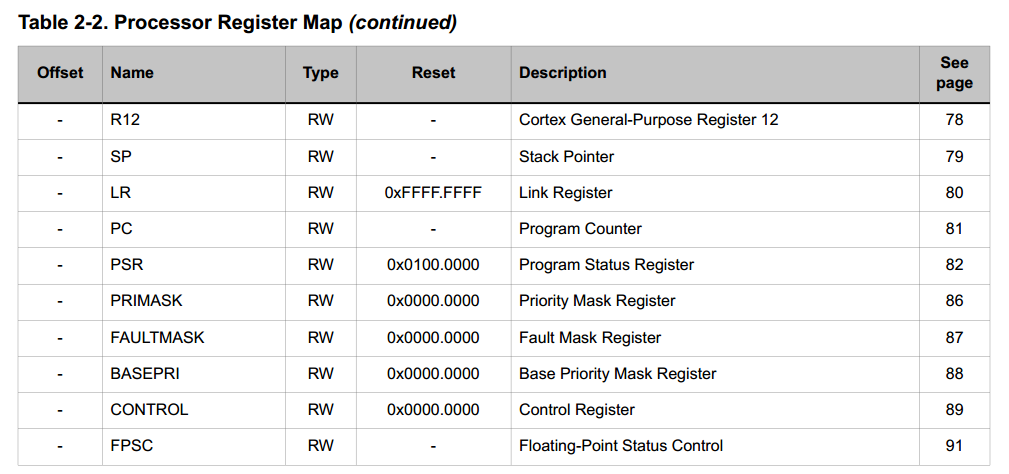 Table 2-2. Processor Register Map (continued)
Offset Name Type Reset Description See page
- R12 RW - Cortex General-Purpose Register 12 78
- SP RW - Stack Pointer 79
- LR RW 0xFFFF.FFFF Link Register 80
- PC RW - Program Counter 81
- PSR RW 0x0100.0000 Program Status Register 82
- PRIMASK RW 0x0000.0000 Priority Mask Register 86
- FAULTMASK RW 0x0000.0000 Fault Mask Register 87
- BASEPRI RW 0x0000.0000 Base Priority Mask Register 88
- CONTROL RW 0x0000.0000 Control Register 89
- FPSC RW - Floating-Point Status Control 91